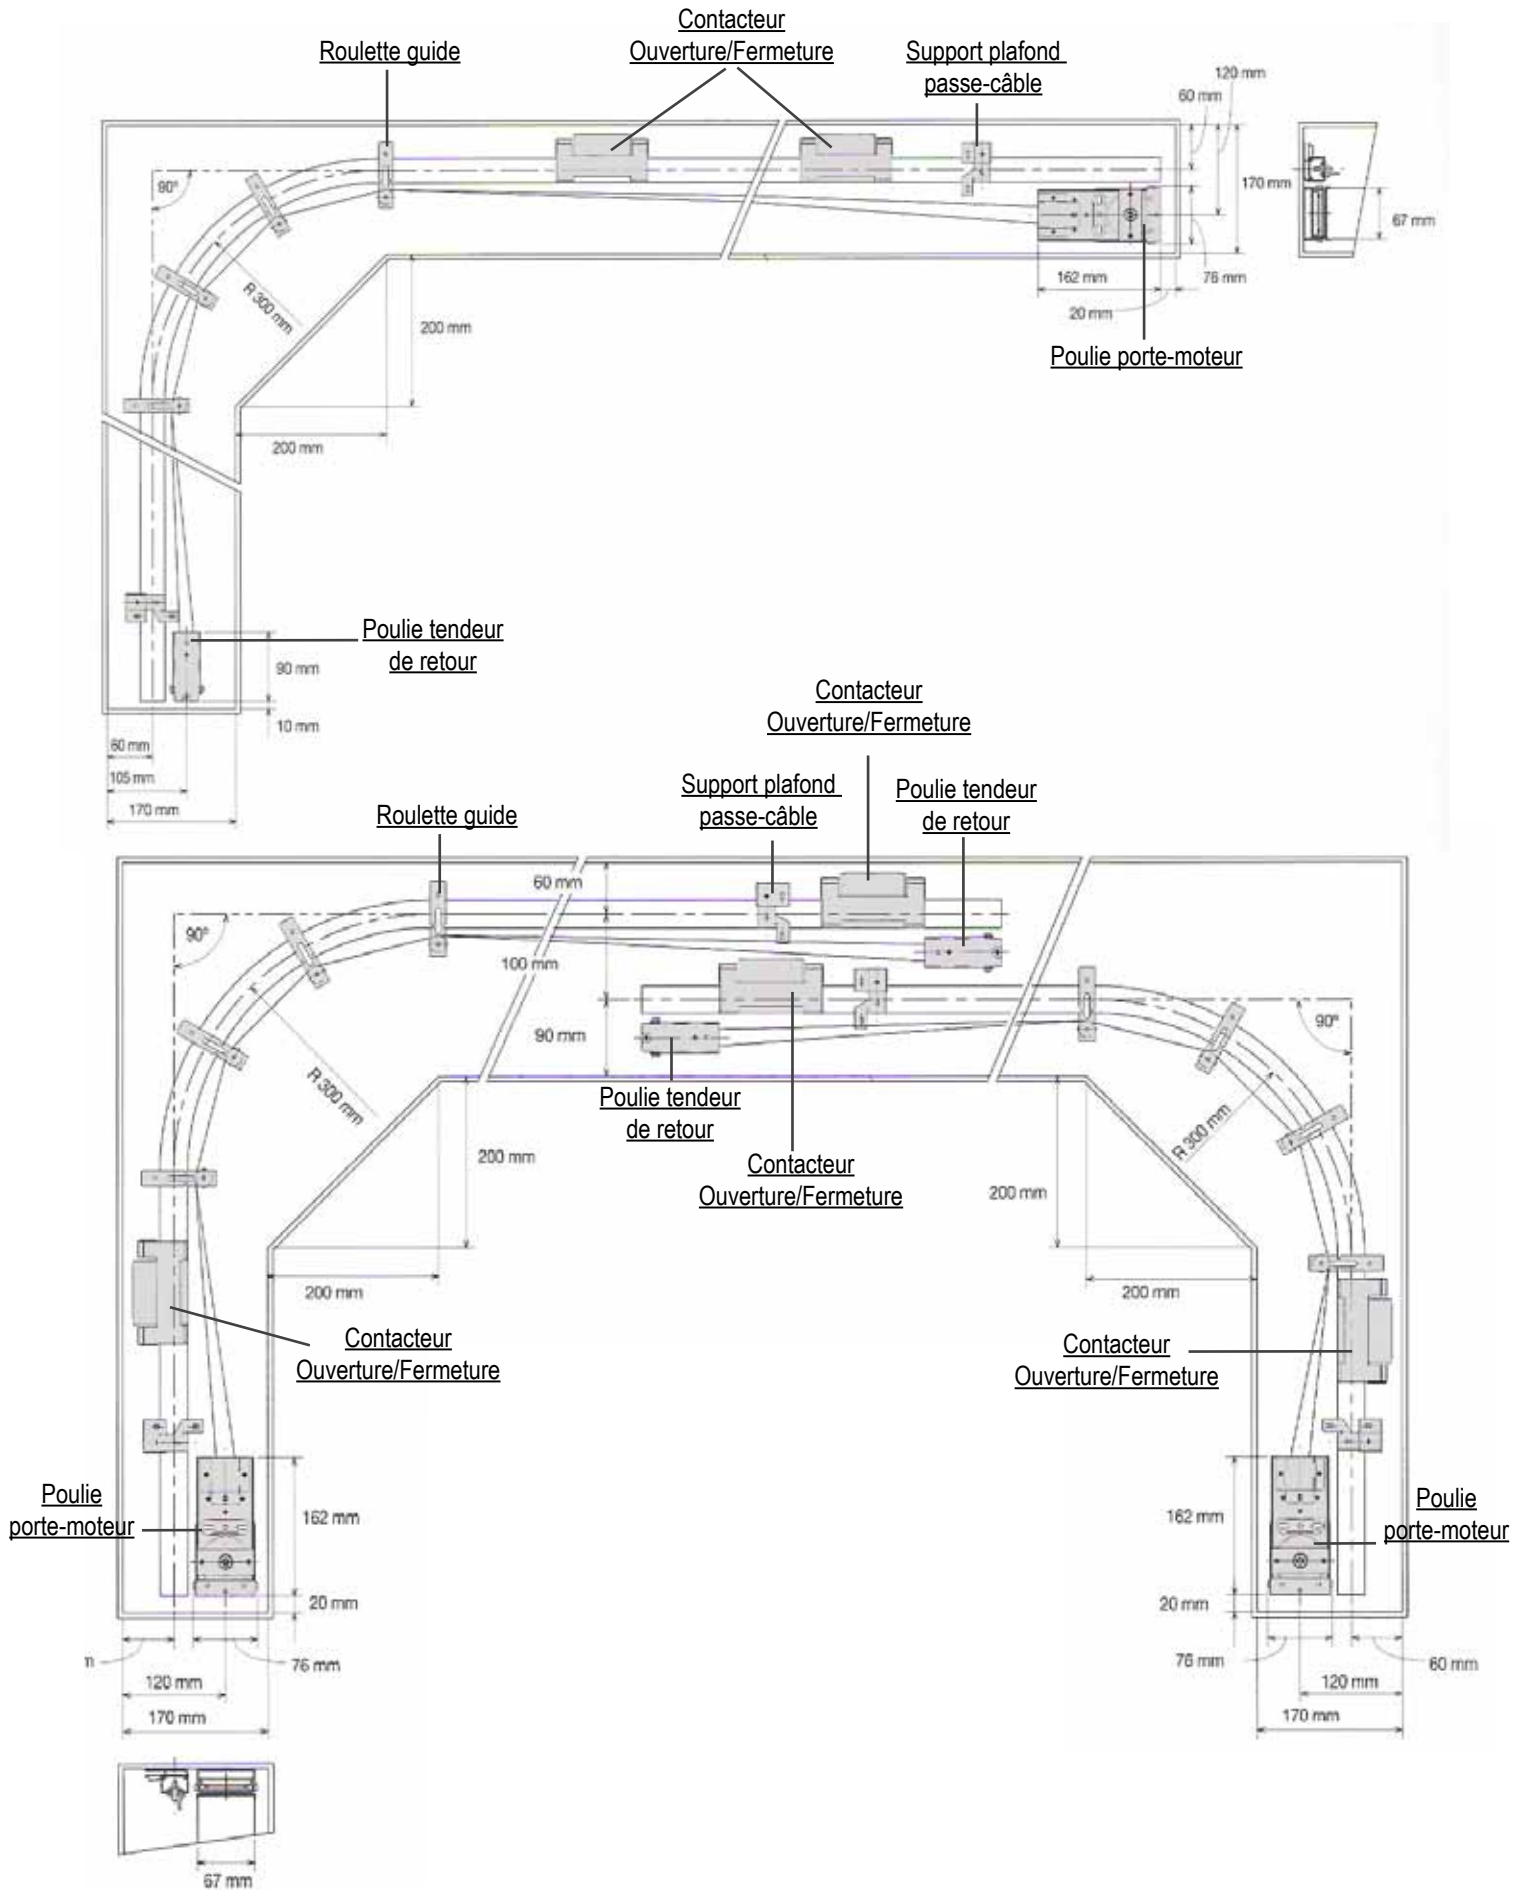 Contacteur
Ouverture/Fermeture
Roulette guide
Support plafond
passe-câble
120 mm
60 mm
90°
170 mm
67 mm
R 300 mm
162 mm
76 mm
20 mm
200 mm
Poulie porte-moteur
200 mm
Poulie tendeur
de retour
90 mm
10 mm
60 mm
105 mm
170 mm
Contacteur
Ouverture/Fermeture
Support plafond
passe-câble
Poulie tendeur
de retour
Roulette guide
60 mm
90°
100 mm
90 mm
90°
R 300 mm
Poulie tendeur
de retour
R 300 mm
200 mm
Contacteur
Ouverture/Fermeture
200 mm
200 mm
200 mm
Contacteur
Ouverture/Fermeture
Contacteur
Ouverture/Fermeture
Poulie
porte-moteur
162 mm
162 mm
Poulie
porte-moteur
20 mm
20 mm
m
76 mm
76 mm
60 mm
120 mm
120 mm
170 mm
170 mm
67 mm